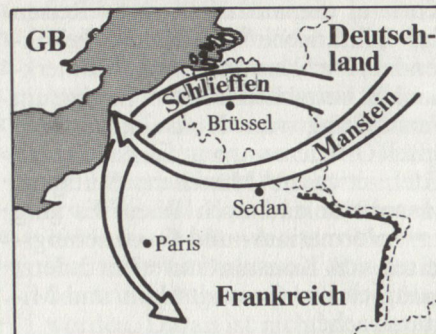 GB
Deutsch-
land
Schlieffen
Brüssel
Manstein
Sedan
Paris
Frankreich